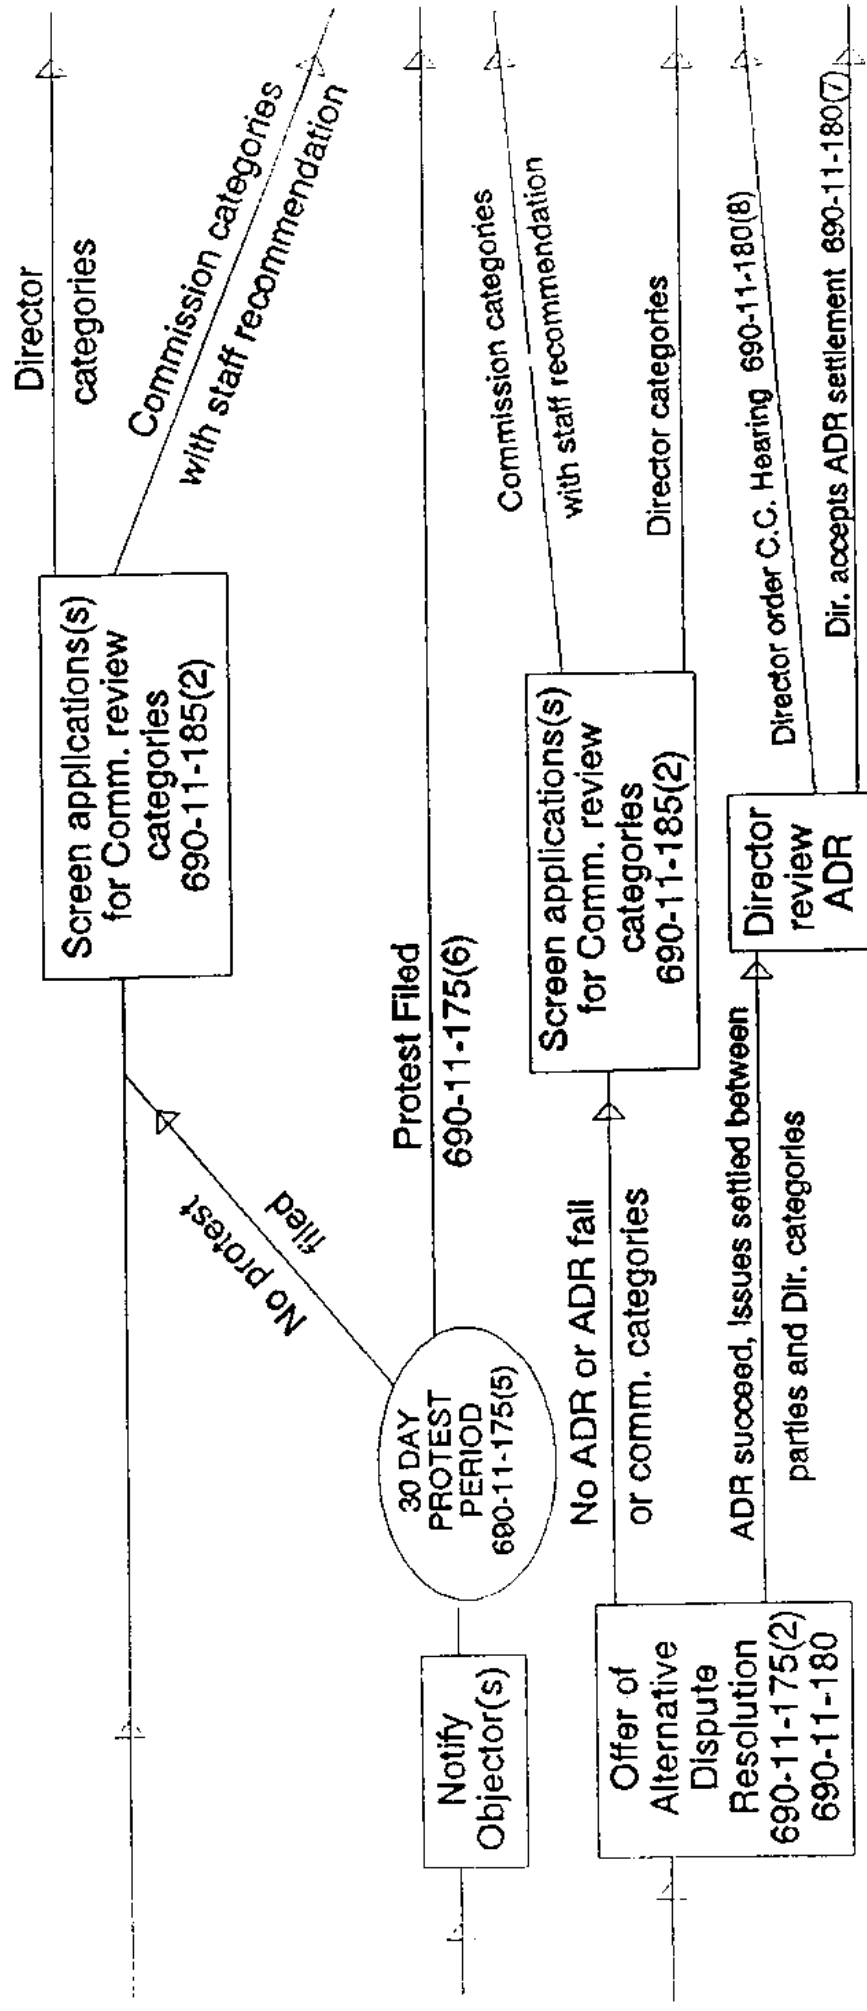 Director
categories
Commission categories
with staff recommendation
Screen applications(s)
for Comm. review
categories
690-11-185(2)
No protest
filed
Protest Filed
690-11-175(6)
30 DAY
PROTEST
PERIOD
690-11-175(5)
Notify
Objector(s)
Commission categories
with staff recommendation
Director categories
Screen applications(s)
for Comm. review
categories
690-11-185(2)
No ADR or ADR fail
or comm. categories
Offer of
Alternative
Dispute
Resolution
690-11-175(2)
690-11-180
ADR succeed, Issues settled between
parties and Dir. categories
Director
review
ADR
Director order C.C. Hearing 690-11-180(8)
Dir. accepts ADR settlement 690-11-180(7)